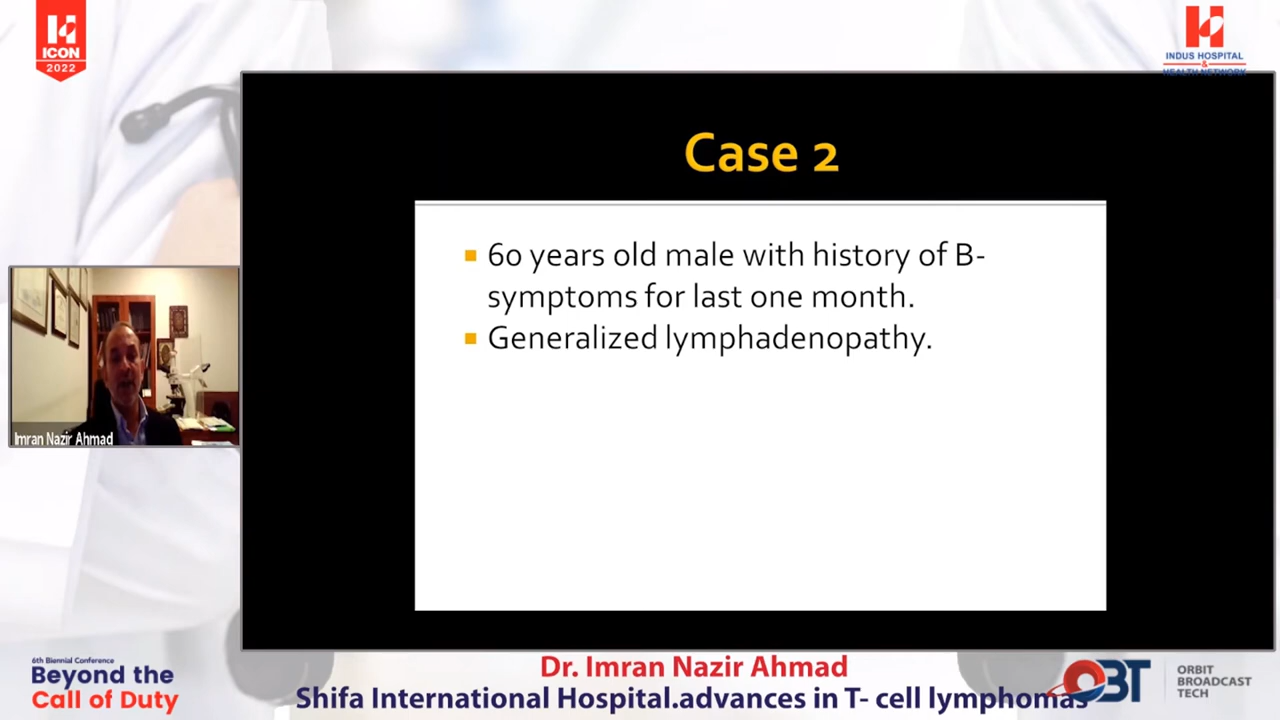 ICON
2022
INDUS HOSPITAL
&
HEALTH NETWORK
Case 2
60 years old male with history of B-
symptoms for last one month.
Generalized lymphadenopathy.
Imran Nazir Ahmad
6th Biennial Conference
Beyond the
Call of Duty
Dr. Imran Nazir Ahmad
Shifa International Hospital.advances in T- cell lymphomas
OBT
ORBIT
BROADCAST
TECH